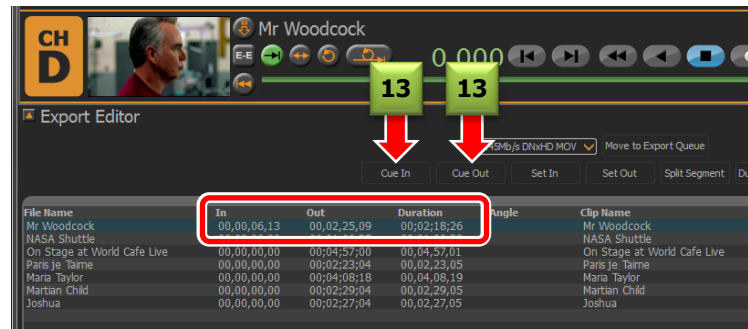 CH
D
Mr Woodcock
E-E
0.000
13 13
Export Editor
45Mb/s DNxHD MOV Move to Export Queue
Cue In Cue Out Set In Set Out Split Segment Du
File Name In Out Duration Angle Clip Name
Mr Woodcock 00,00,06,13 00,02,25,09 00;02;18;26 Mr Woodcock
NASA Shuttle NASA Shuttle
On Stage at World Cafe Live 00,00,00,00 00;04;57;00 00,04,57,01 On Stage at World Cafe Live
Paris je Taime 00,00,00,00 00;02;23;04 00,02,23,05 Paris je Taime
Maria Taylor 00,00,00,00 00;04;08;18 00,04,08,19 Maria Taylor
Martian Child 00,00,00,00 00;02;29;04 00,02,29,05 Martian Child
Joshua 00,00,00,00 00;02;27;04 00,02,27,05 Joshua